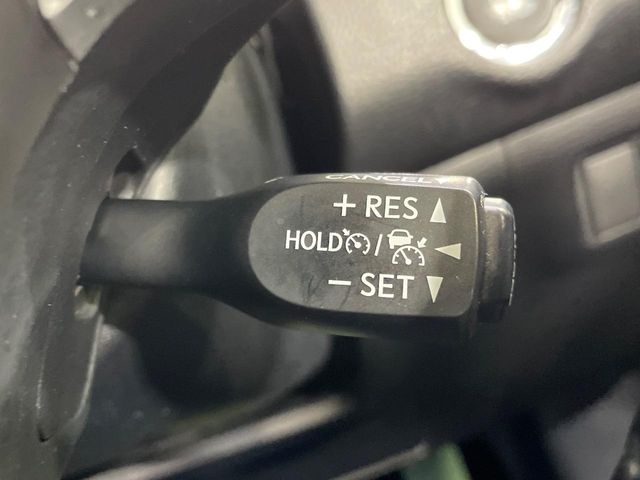 CANCEL
+ RES
HOLD /
− SET